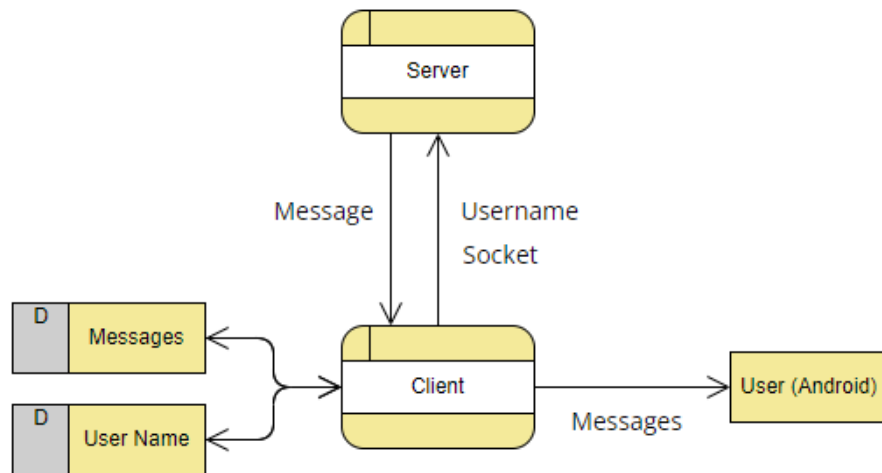 Server
Message
Username
Socket
D
Messages
Client
User (Android)
D
User Name
Messages